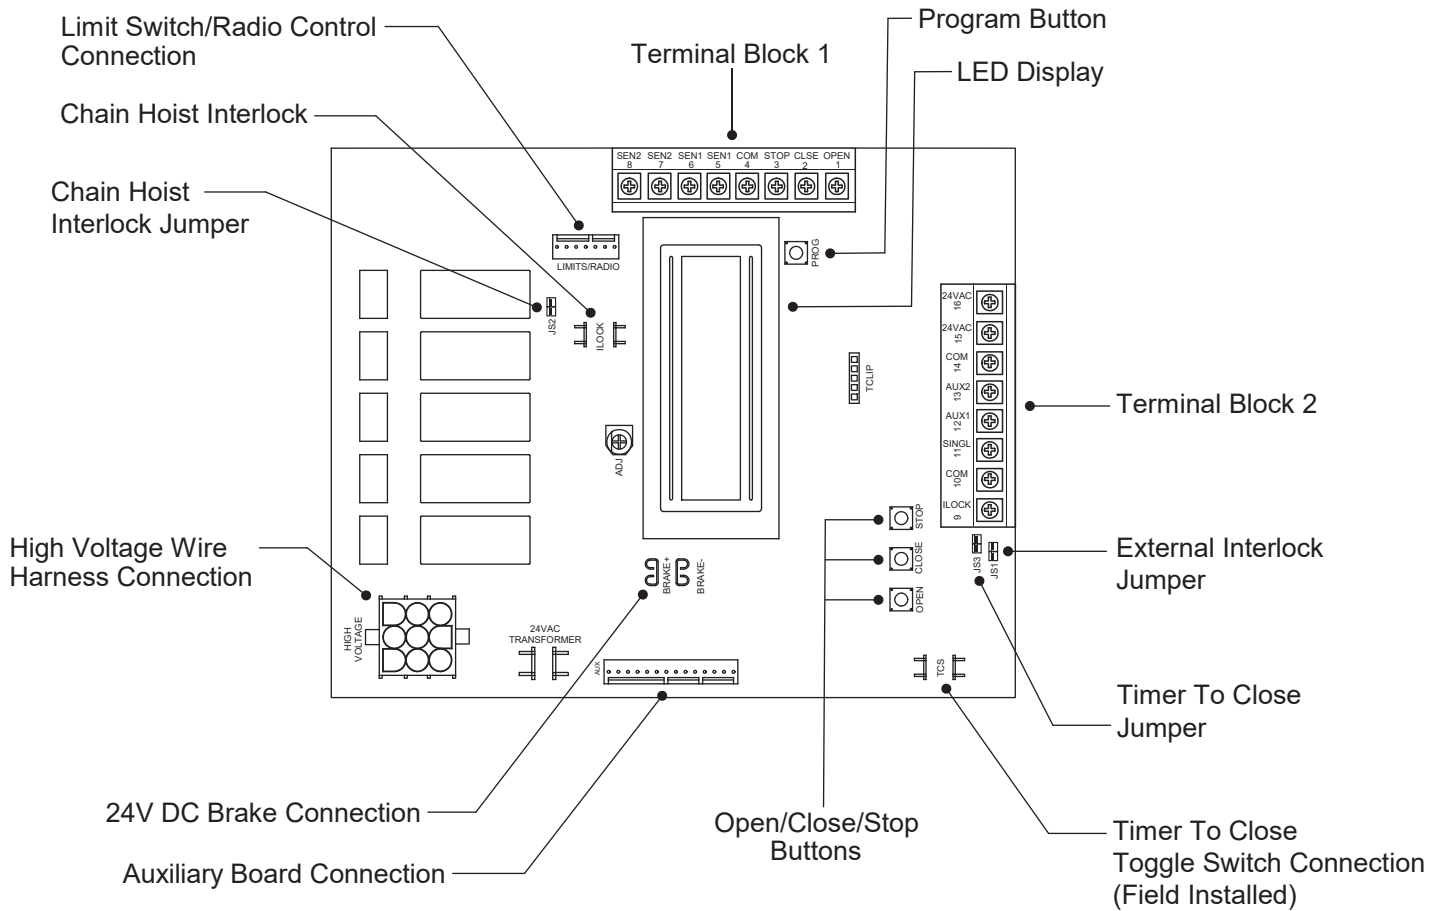 Limit Switch/Radio Control
Connection
Terminal Block 1
Program Button
LED Display
Chain Hoist Interlock
Chain Hoist
Interlock Jumper
SEN2 SEN2 SEN1 SEN1 COM STOP CLSE OPEN
8 7 6 5 4 3 2 1
LIMITS/RADIO
PROG
JS2
ILOCK
TCLIP
ADJ
24VAC
16
24VAC
15
COM
14
AUX2
13
AUX1
12
SINGL
11
COM
10
ILOCK
9
Terminal Block 2
STOP
CLOSE
OPEN
JS3
JS1
External Interlock
Jumper
High Voltage Wire
Harness Connection
BRAKE+
BRAKE-
HIGH
VOLTAGE
24VAC
TRANSFORMER
AUX
TCS
Timer To Close
Jumper
24V DC Brake Connection
Open/Close/Stop
Buttons
Auxiliary Board Connection
Timer To Close
Toggle Switch Connection
(Field Installed)